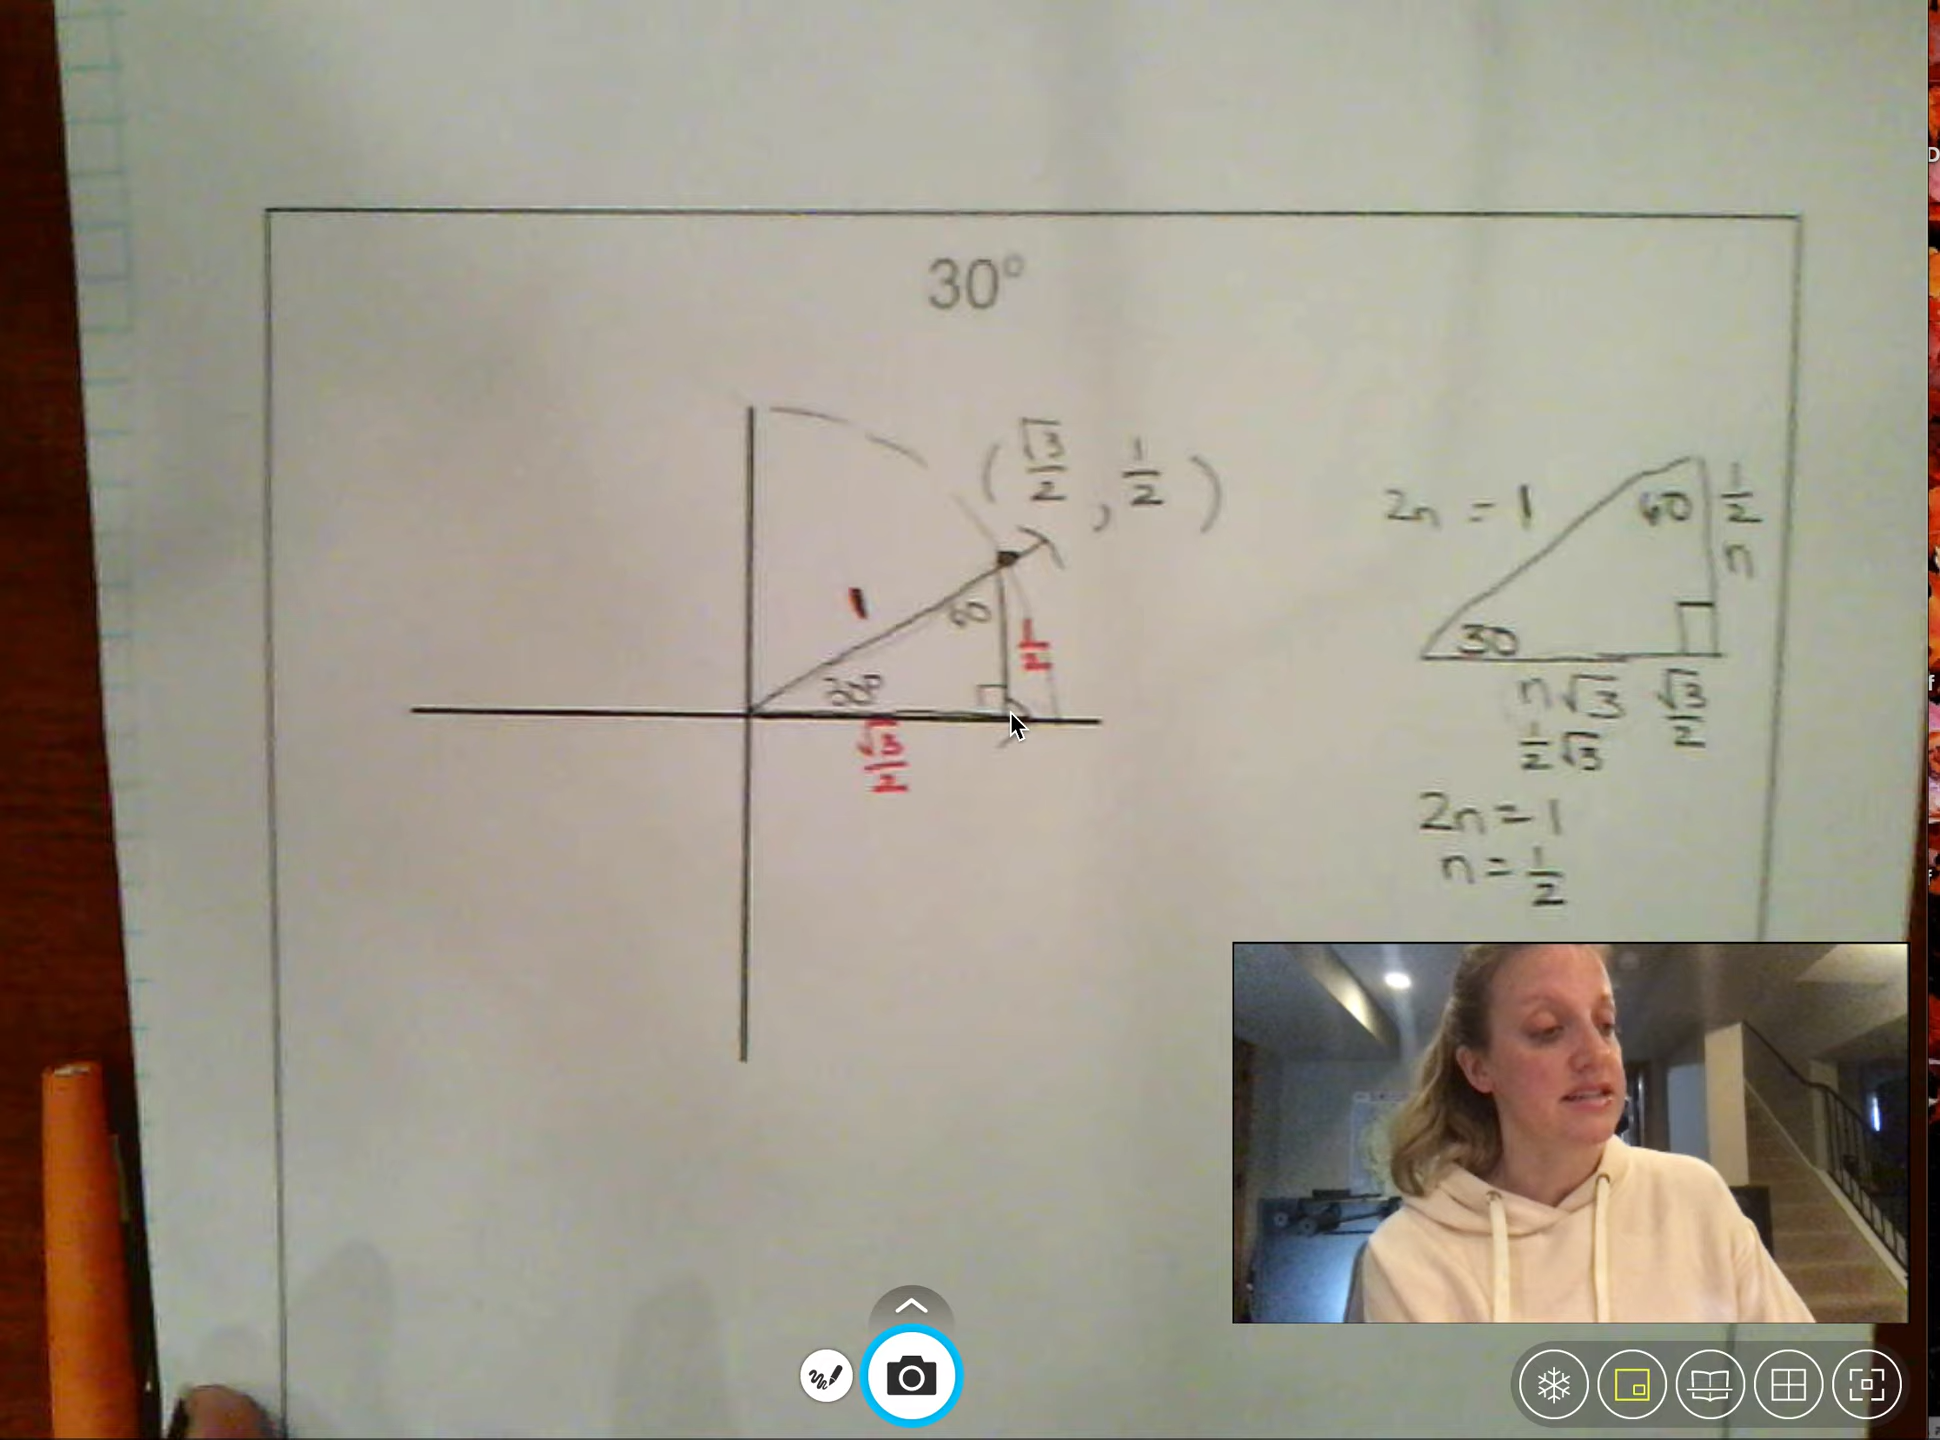 30°
(√3/2, 1/2)
1
60
1/2
30°
√3/2
2n = 1
60
1/2
n
30
n√3
√3/2
1/2 √3
2n = 1
n = 1/2